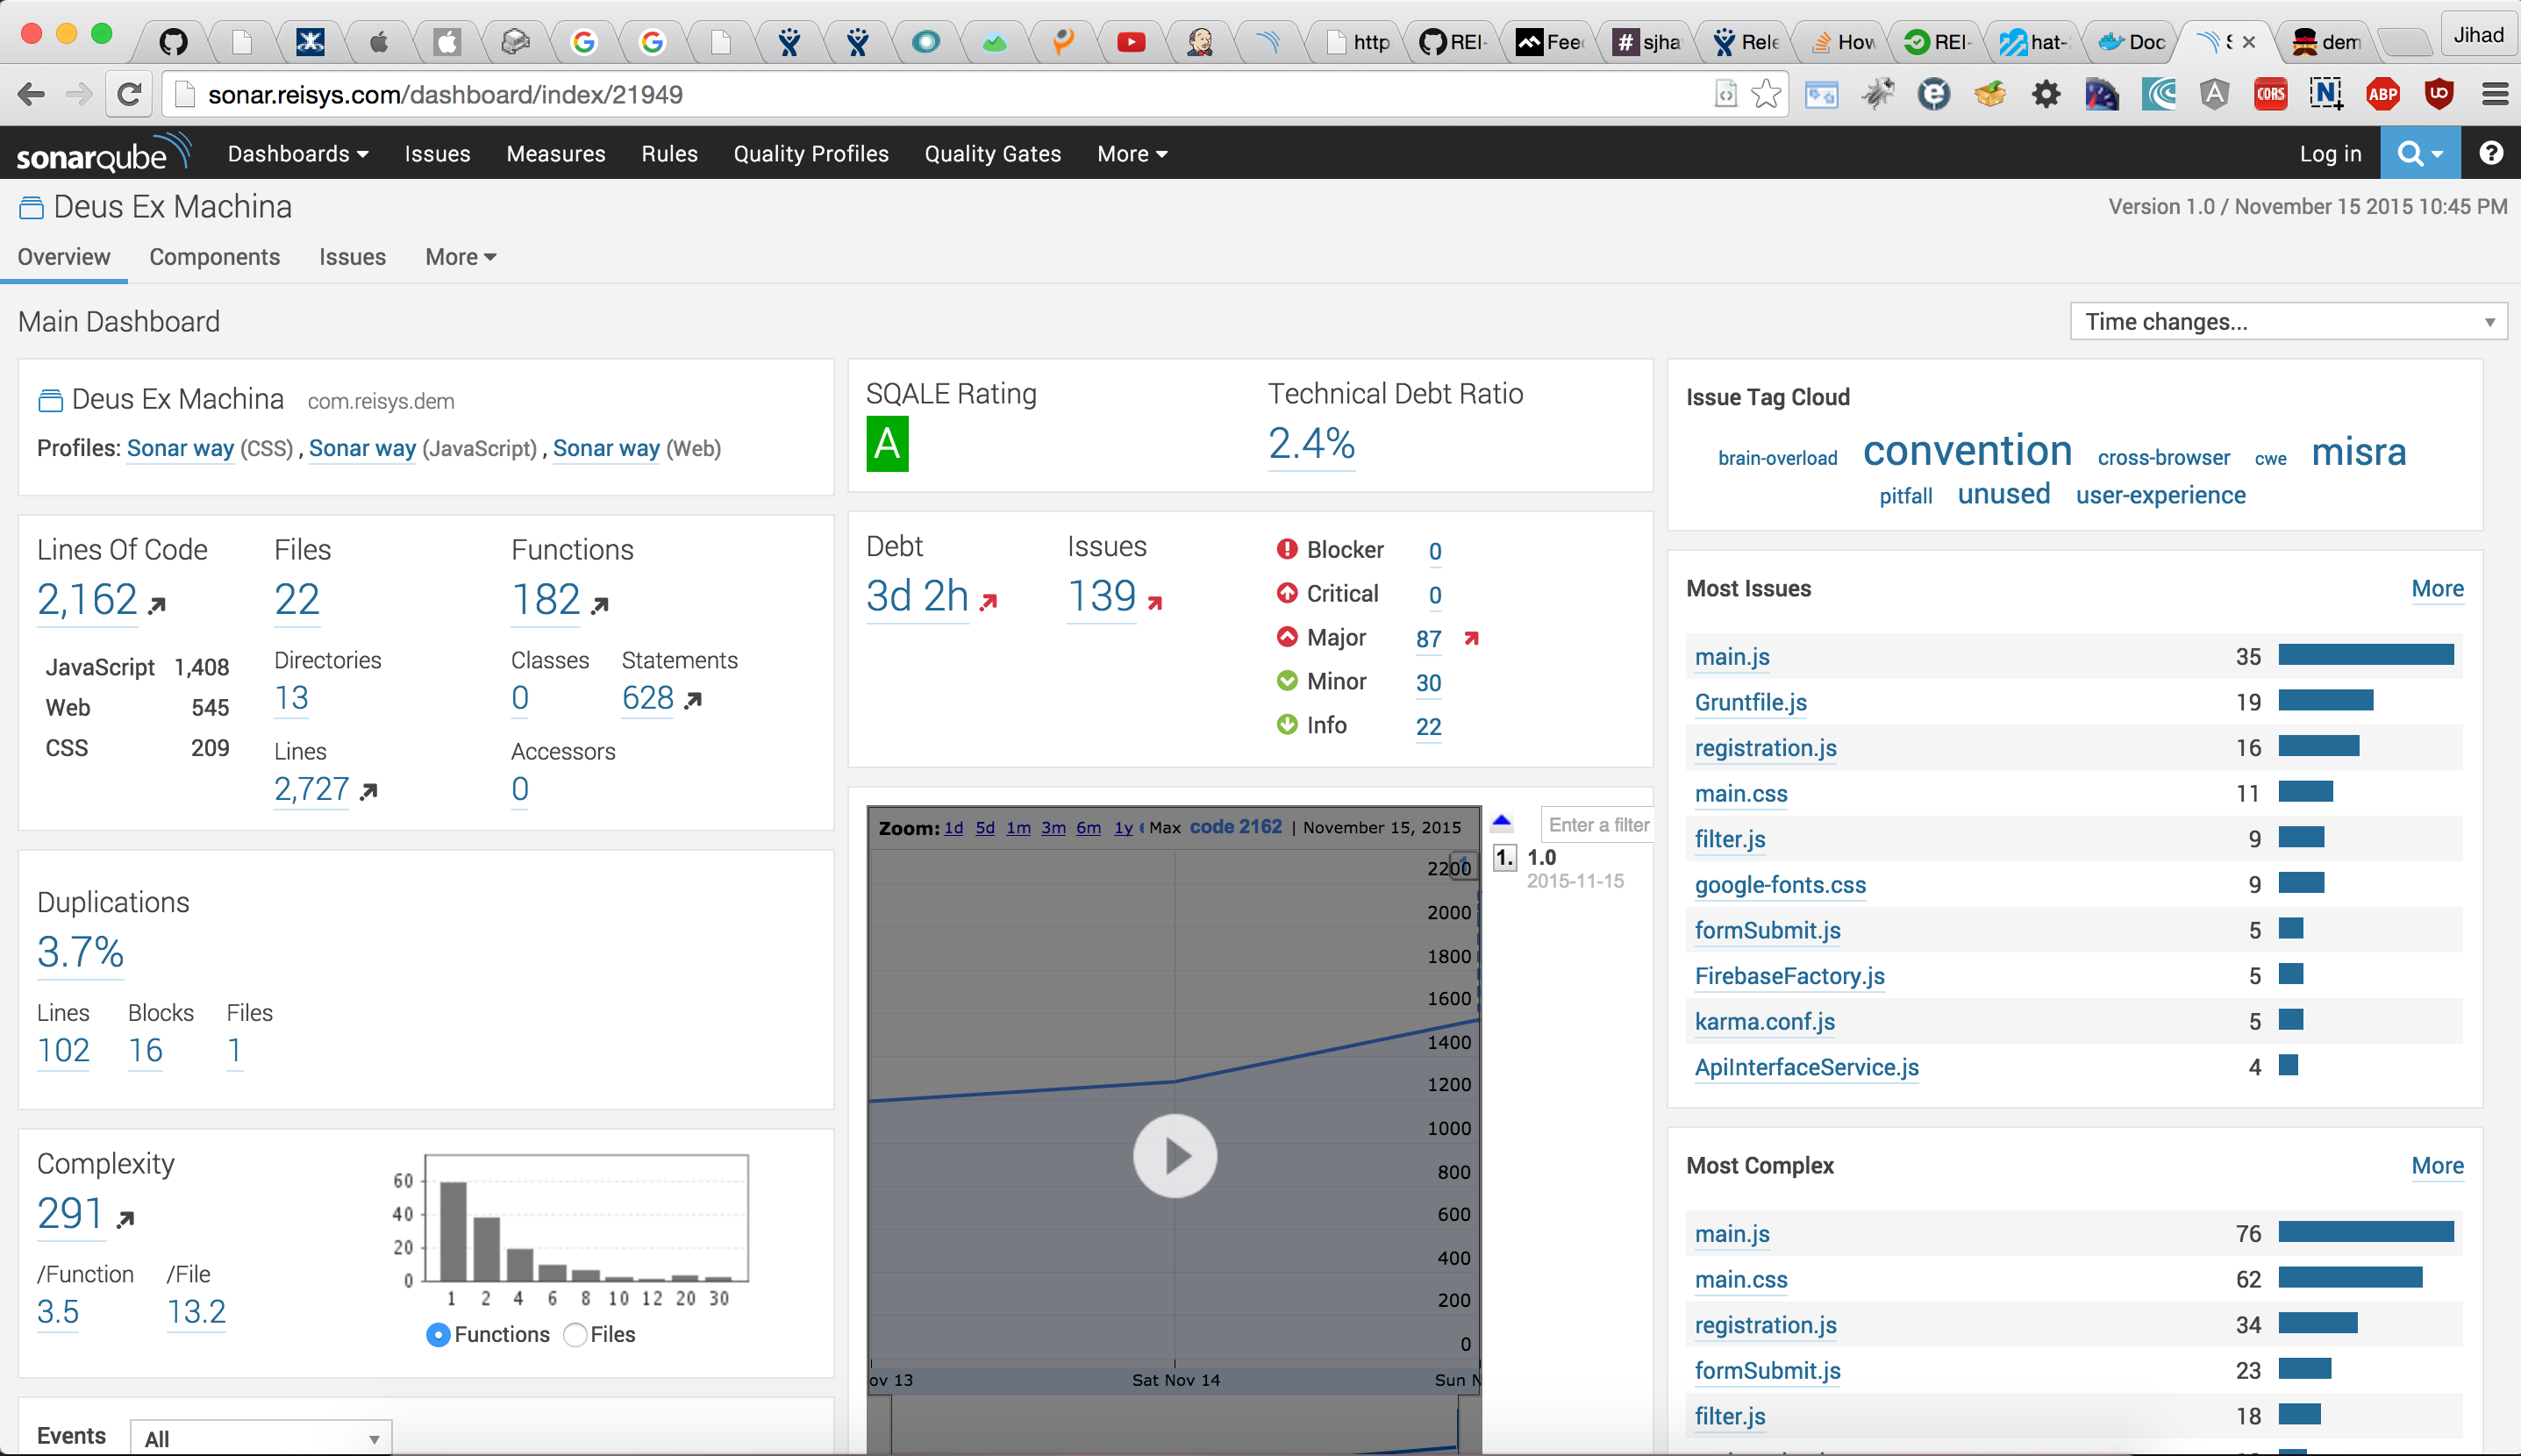 http REI- Feed sjha Rele How REI- hat- Doc S dem Jihad
sonar.reisys.com/dashboard/index/21949
CORS N ABP
sonarqube Dashboards Issues Measures Rules Quality Profiles Quality Gates More Log in
Deus Ex Machina
Version 1.0 / November 15 2015 10:45 PM
Overview Components Issues More
Main Dashboard
Time changes...
Deus Ex Machina com.reisys.dem
Profiles: Sonar way (CSS) , Sonar way (JavaScript) , Sonar way (Web)
Lines Of Code Files Functions
2,162 22 182
JavaScript 1,408
Web 545
CSS 209
Directories
13
Lines
2,727
Classes Statements
0 628
Accessors
0
Duplications
3.7%
Lines Blocks Files
102 16 1
Complexity
291
/Function /File
3.5 13.2
60
40
20
0
1 2 4 6 8 10 12 20 30
Functions Files
Events All
SQALE Rating
A
Technical Debt Ratio
2.4%
Debt Issues
3d 2h 139
Blocker 0
Critical 0
Major 87
Minor 30
Info 22
Zoom: 1d 5d 1m 3m 6m 1y Max code 2162 | November 15, 2015
2200
2000
1800
1600
1400
1200
1000
800
600
400
200
0
ov 13 Sat Nov 14 Sun N
Enter a filter
1. 1.0
2015-11-15
Issue Tag Cloud
brain-overload convention cross-browser cwe misra
pitfall unused user-experience
Most Issues More
main.js 35
Gruntfile.js 19
registration.js 16
main.css 11
filter.js 9
google-fonts.css 9
formSubmit.js 5
FirebaseFactory.js 5
karma.conf.js 5
ApiInterfaceService.js 4
Most Complex More
main.js 76
main.css 62
registration.js 34
formSubmit.js 23
filter.js 18